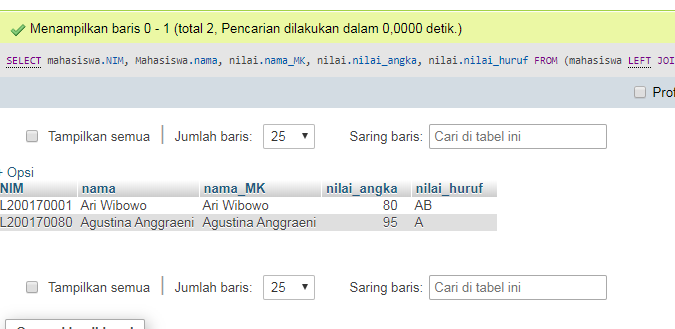 Menampilkan baris 0 - 1 (total 2, Pencarian dilakukan dalam 0,0000 detik.)
SELECT mahasiswa.NIM, Mahasiswa.nama, nilai.nama_MK, nilai.nilai_angka, nilai.nilai_huruf FROM (mahasiswa LEFT JOI
Prof
Tampilkan semua | Jumlah baris: 25 Saring baris: Cari di tabel ini
+ Opsi
NIM nama nama_MK nilai_angka nilai_huruf
L200170001 Ari Wibowo Ari Wibowo 80 AB
L200170080 Agustina Anggraeni Agustina Anggraeni 95 A
Tampilkan semua | Jumlah baris: 25 Saring baris: Cari di tabel ini